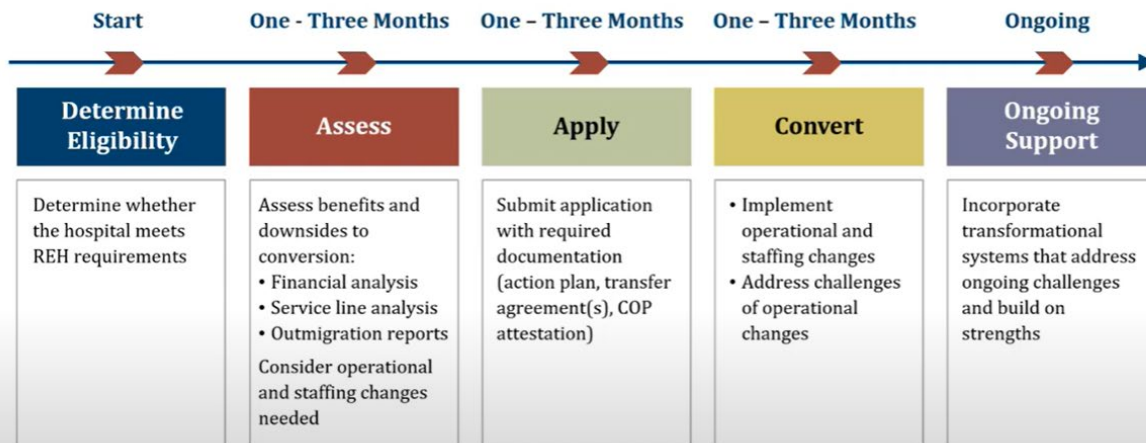 Start
One - Three Months
One – Three Months
One – Three Months
Ongoing
Determine
Eligibility
Assess
Apply
Convert
Ongoing
Support
Determine whether
the hospital meets
REH requirements
Assess benefits and
downsides to
conversion:
• Financial analysis
• Service line analysis
• Outmigration reports
Consider operational
and staffing changes
needed
Submit application
with required
documentation
(action plan, transfer
agreement(s), COP
attestation)
• Implement
operational and
staffing changes
• Address challenges
of operational
changes
Incorporate
transformational
systems that address
ongoing challenges
and build on
strengths